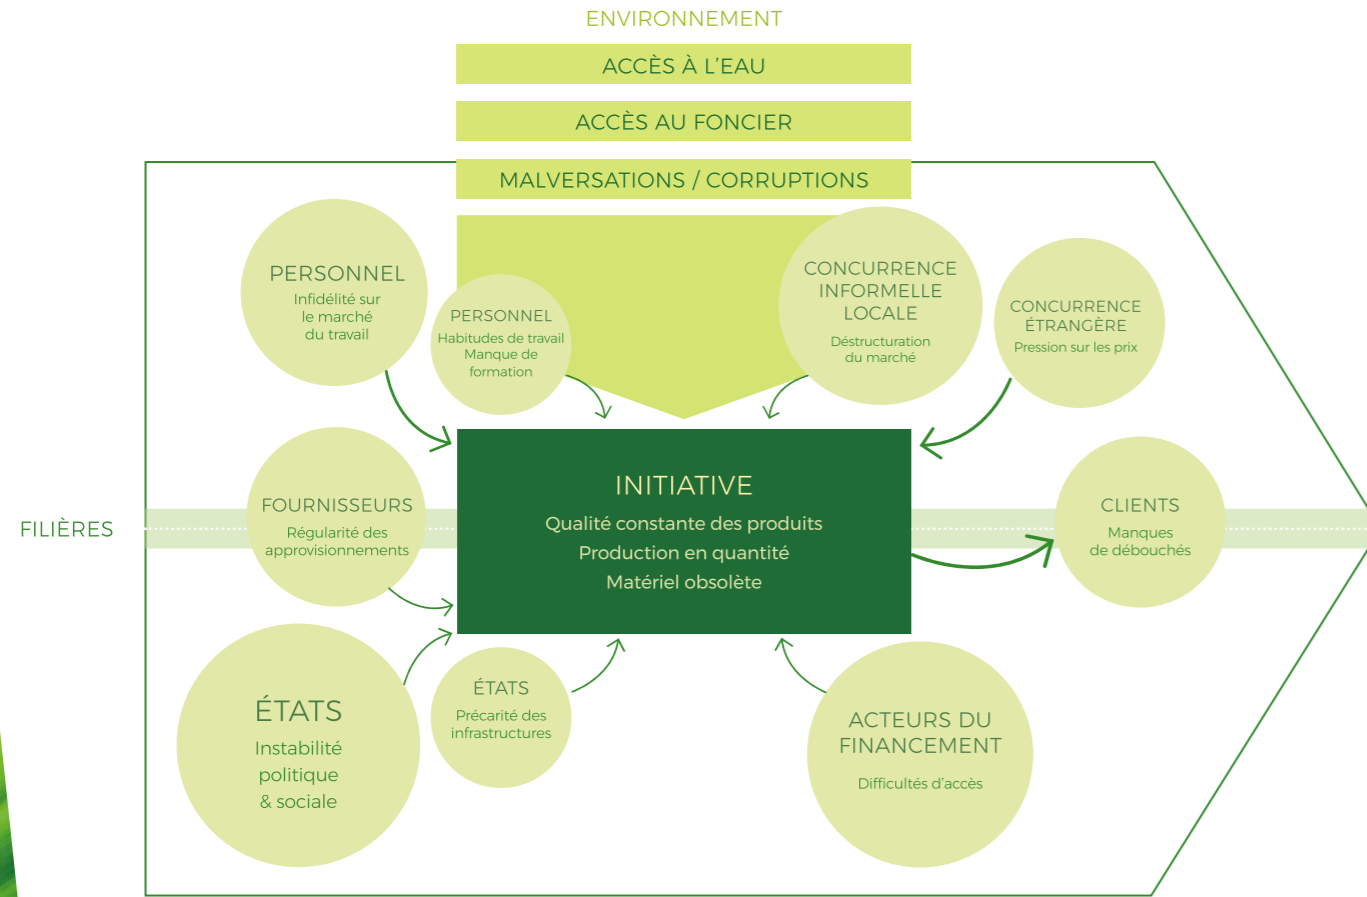 ENVIRONNEMENT
ACCÈS À L’EAU
ACCÈS AU FONCIER
MALVERSATIONS / CORRUPTIONS
PERSONNEL
Infidélité sur
le marché
du travail
PERSONNEL
Habitudes de travail
Manque de
formation
CONCURRENCE
INFORMELLE
LOCALE
Déstructuration
du marché
CONCURRENCE
ÉTRANGÈRE
Pression sur les prix
FILIÈRES
FOURNISSEURS
Régularité des
approvisionnements
INITIATIVE
Qualité constante des produits
Production en quantité
Matériel obsolète
CLIENTS
Manques
de débouchés
ÉTATS
Instabilité
politique
& sociale
ÉTATS
Précarité des
infrastructures
ACTEURS DU
FINANCEMENT
Difficultés d’accès